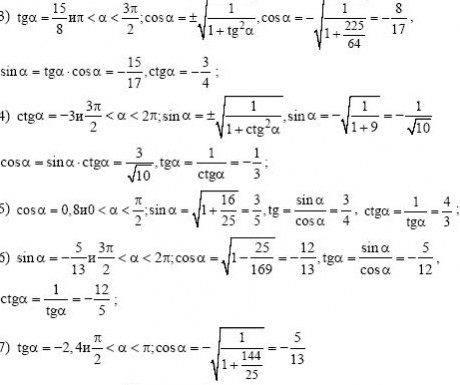 3) tgα = 15/8 иπ < α < 3π/2; cosα = ±√(1/(1+tg²α)), cosα = −√(1/(1+225/64)) = −8/17,
sinα = tgα·cosα = −15/17, ctgα = −3/4;
4) ctgα = −3и 3π/2 < α < 2π; sinα = ±√(1/(1+ctg²α)), sinα = −√(1/(1+9)) = −1/√10
cosα = sinα·ctgα = 3/√10, tgα = 1/ctgα = −1/3;
5) cosα = 0,8и0 < α < π/2; sinα = √(1+16/25) = 3/5, tg = sinα/cosα = 3/4, ctgα = 1/tgα = 4/3;
6) sinα = −5/13 и 3π/2 < α < 2π; cosα = √(1−25/169) = −12/13, tgα = sinα/cosα = −5/12,
ctgα = 1/tgα = −12/5;
7) tgα = −2,4и π/2 < α < π; cosα = −√(1/(1+144/25)) = −5/13